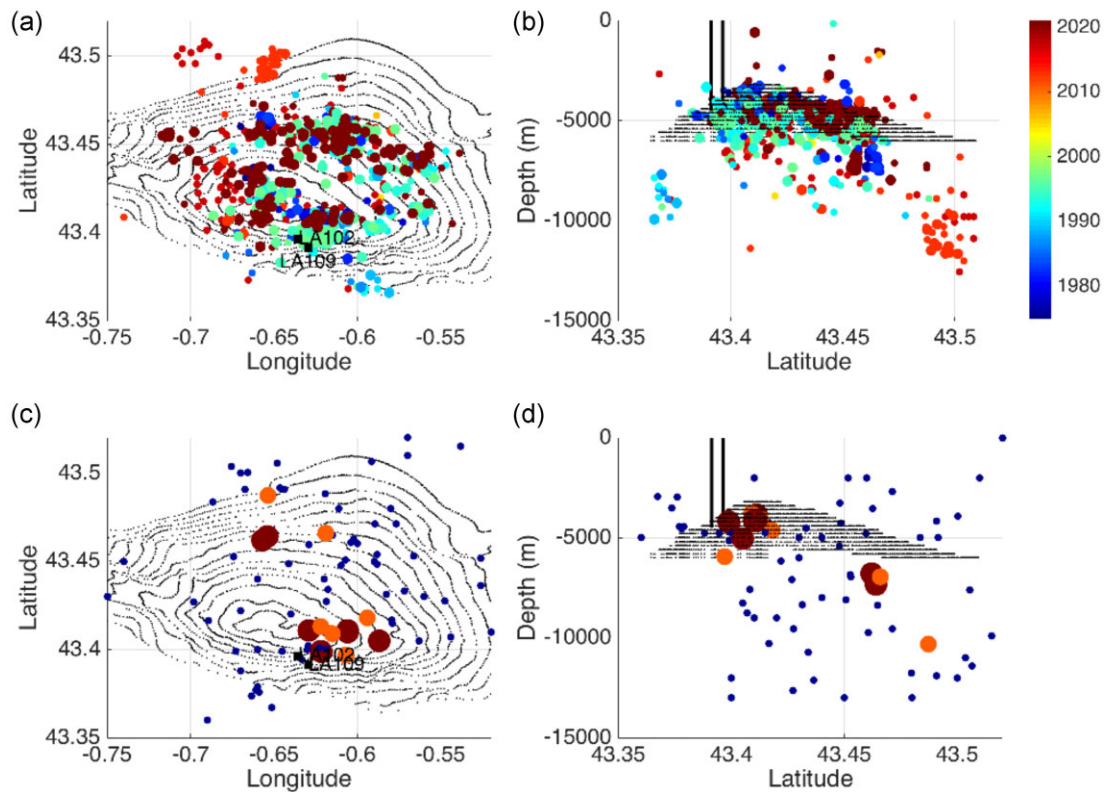 (a)
43.5
43.45
43.4
43.35
Latitude
LA102
LA109
-0.75
-0.7
-0.65
-0.6
-0.55
Longitude
(b)
0
-5000
-10000
-15000
Depth (m)
43.35
43.4
43.45
43.5
Latitude
2020
2010
2000
1990
1980
(c)
43.5
43.45
43.4
43.35
Latitude
LA102
LA109
-0.75
-0.7
-0.65
-0.6
-0.55
Longitude
(d)
0
-5000
-10000
-15000
Depth (m)
43.35
43.4
43.45
43.5
Latitude